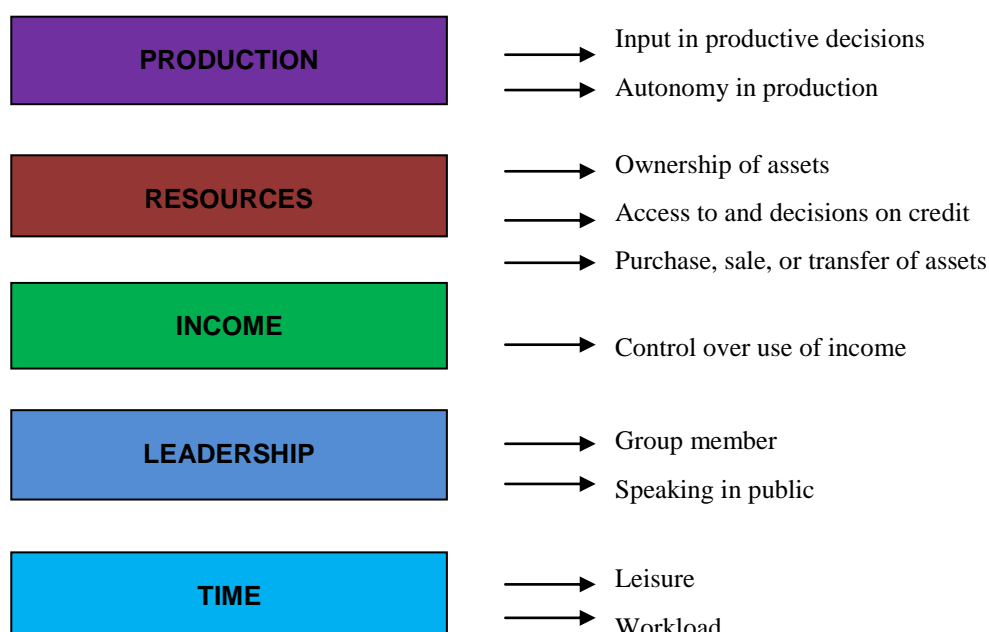 PRODUCTION
Input in productive decisions
Autonomy in production
RESOURCES
Ownership of assets
Access to and decisions on credit
Purchase, sale, or transfer of assets
INCOME
Control over use of income
LEADERSHIP
Group member
Speaking in public
TIME
Leisure
Workload